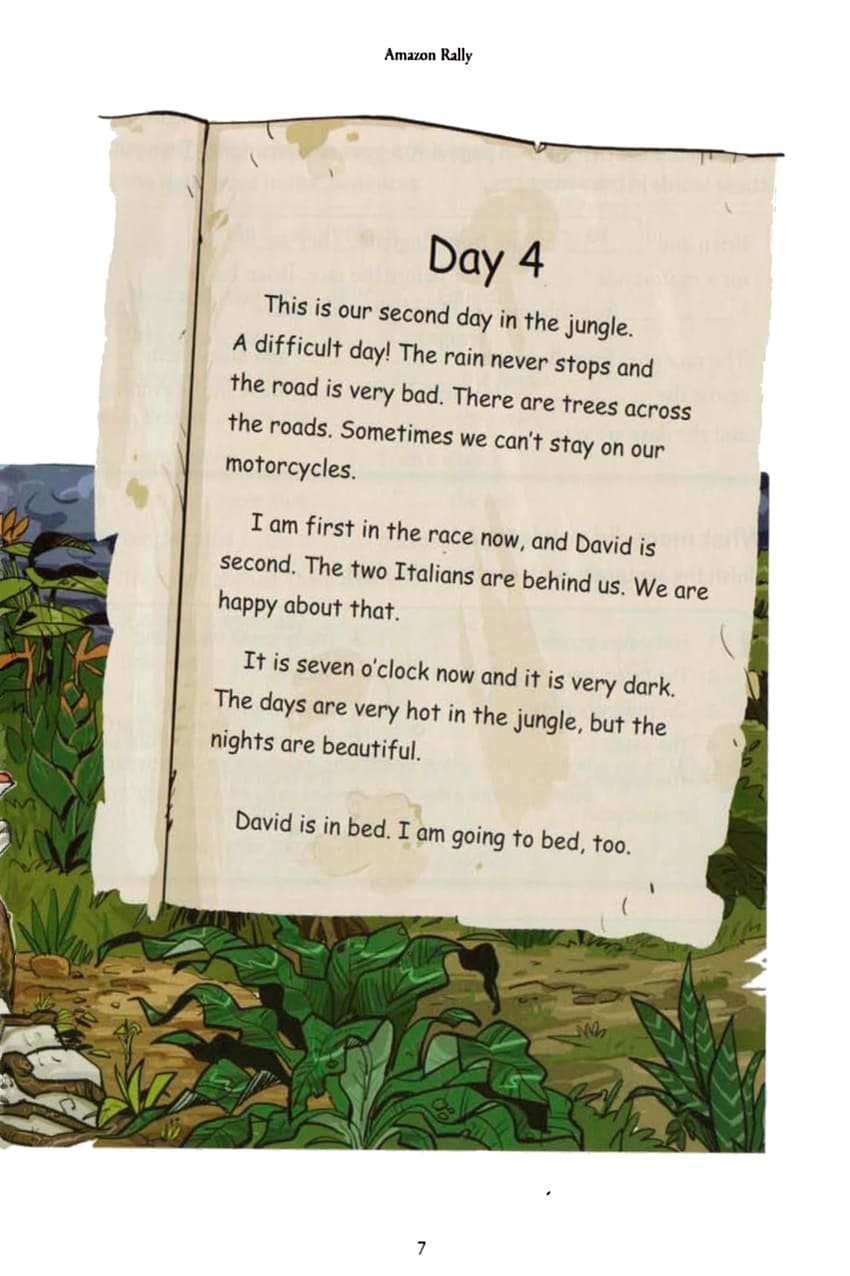 Amazon Rally
Day 4
This is our second day in the jungle.
A difficult day! The rain never stops and
the road is very bad. There are trees across
the roads. Sometimes we can't stay on our
motorcycles.
I am first in the race now, and David is
second. The two Italians are behind us. We are
happy about that.
It is seven o'clock now and it is very dark.
The days are very hot in the jungle, but the
nights are beautiful.
David is in bed. I am going to bed, too.
7